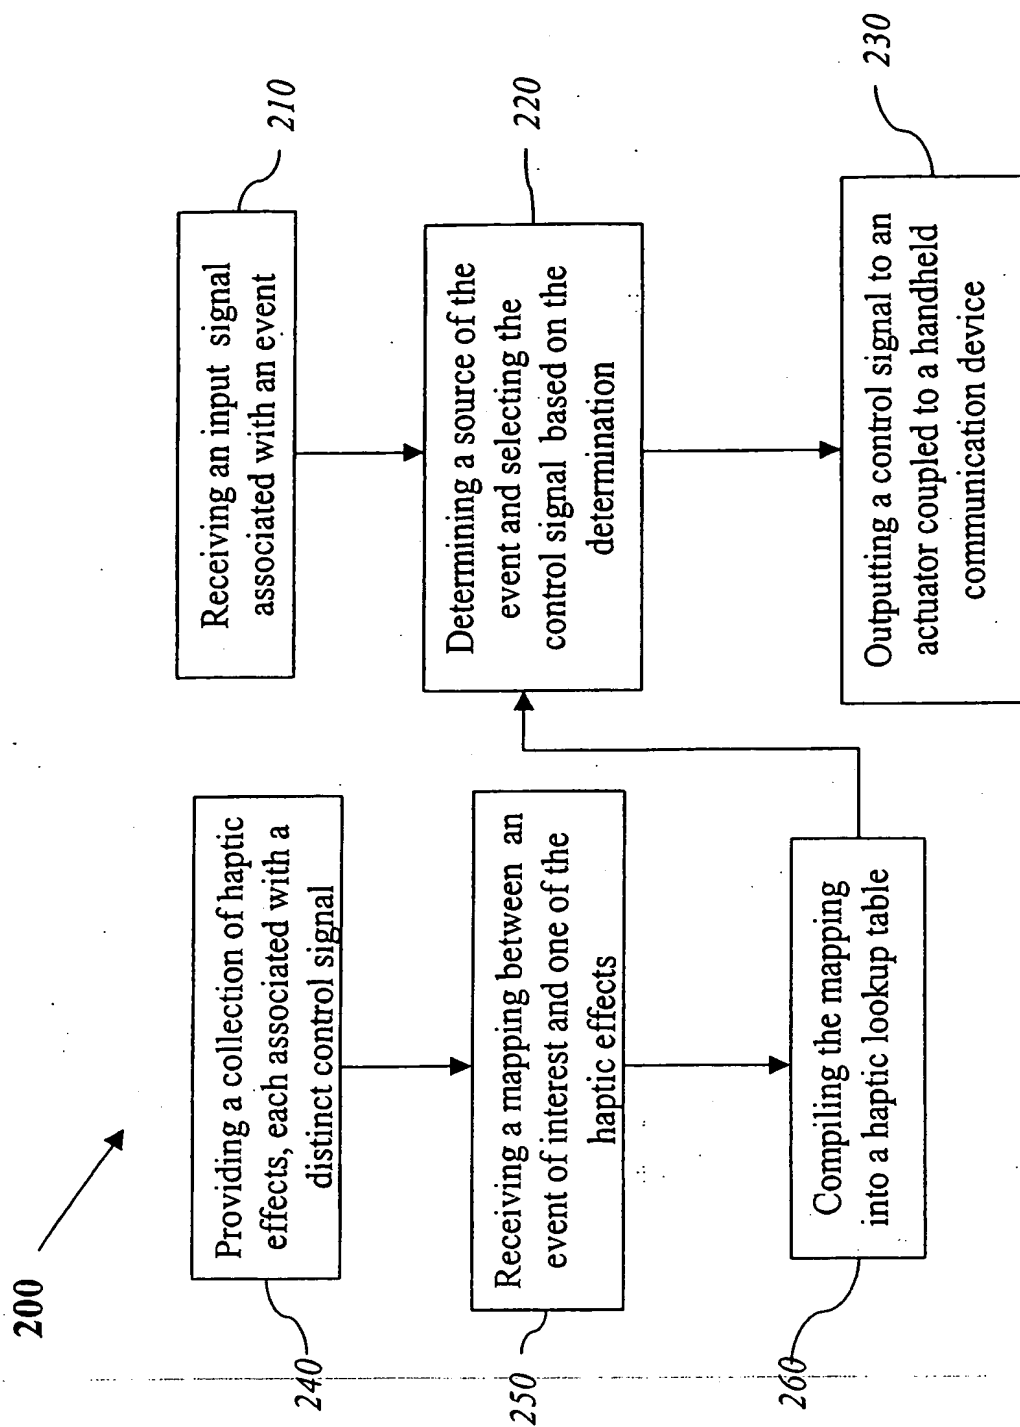 200
240
Providing a collection of haptic
effects, each associated with a
distinct control signal
250
Receiving a mapping between an
event of interest and one of the
haptic effects
260
Compiling the mapping
into a haptic lookup table
Receiving an input signal
associated with an event
210
Determining a source of the
event and selecting the
control signal based on the
determination
220
Outputting a control signal to an
actuator coupled to a handheld
communication device
230